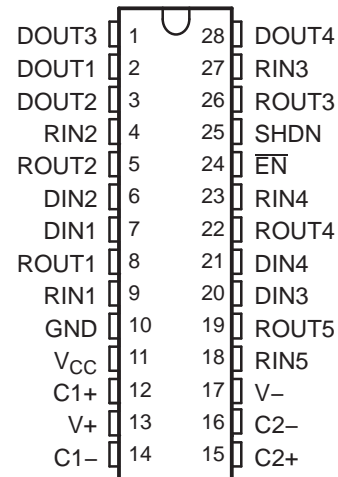 DOUT3 1 28 DOUT4
DOUT1 2 27 RIN3
DOUT2 3 26 ROUT3
RIN2 4 25 SHDN
ROUT2 5 24 E̅N̅
DIN2 6 23 RIN4
DIN1 7 22 ROUT4
ROUT1 8 21 DIN4
RIN1 9 20 DIN3
GND 10 19 ROUT5
VCC 11 18 RIN5
C1+ 12 17 V−
V+ 13 16 C2−
C1− 14 15 C2+